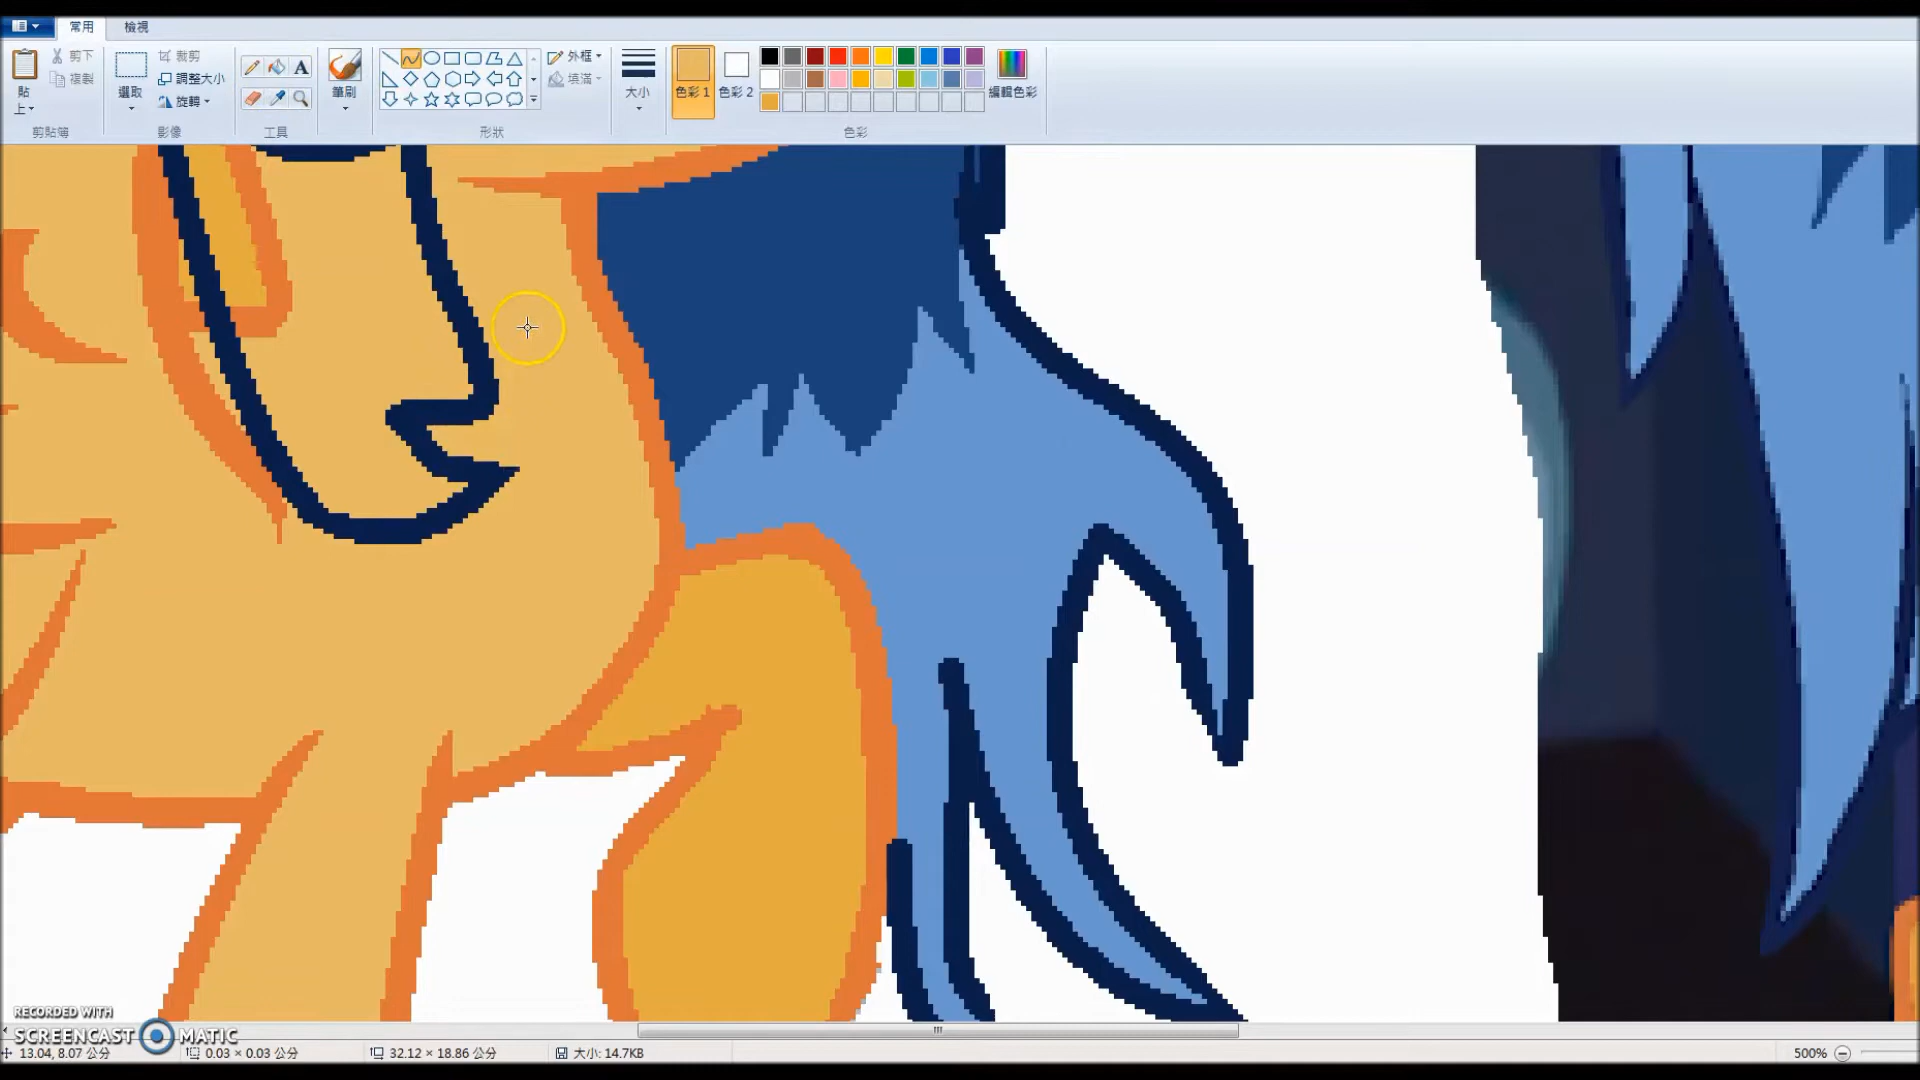 常用 檢視
剪下 裁剪 外框
複製 調整大小 填滿
貼上 選取 旋轉 筆刷 大小 色彩 1 色彩 2 編輯色彩
剪貼簿 影像 工具 形狀 色彩
RECORDED WITH
SCREENCAST MATIC
13.04, 8.07 公分 0.03 × 0.03 公分 32.12 × 18.86 公分 大小: 14.7KB 500%